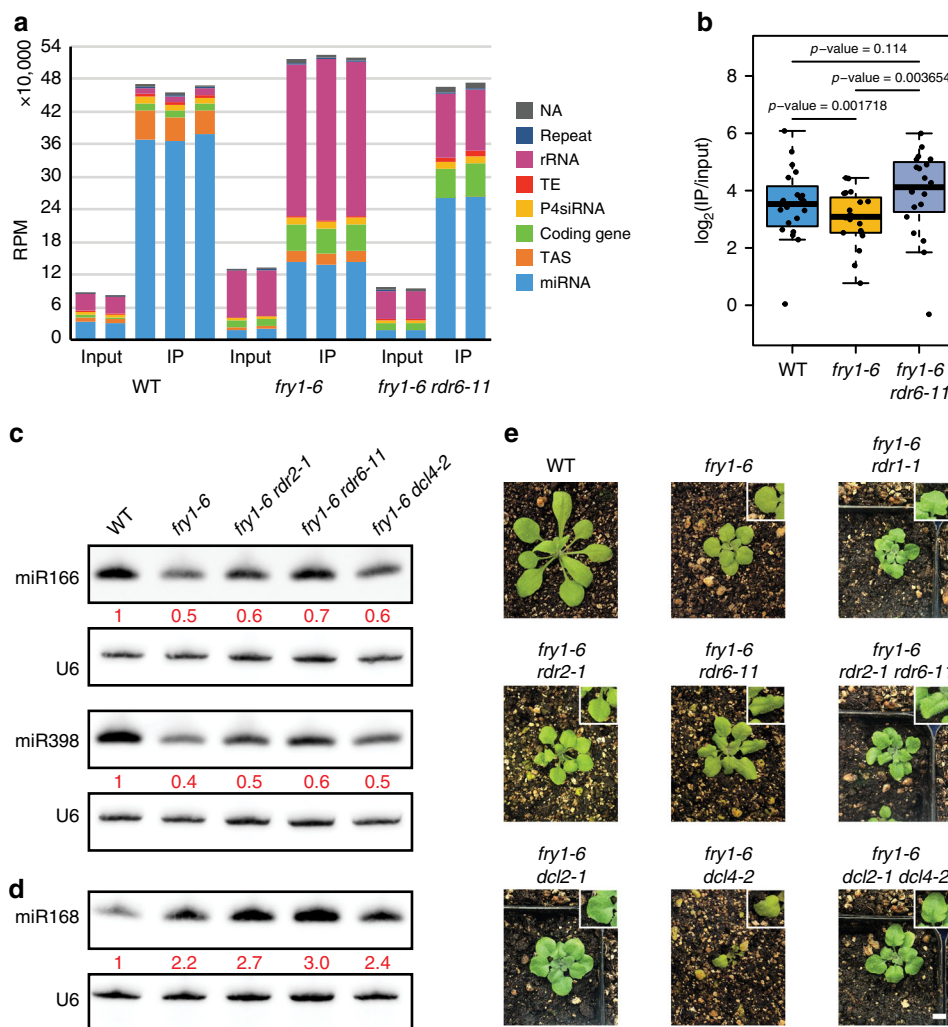 a
×10,000
RPM
54
48
42
36
30
24
18
12
6
0
Input IP Input IP Input IP
WT fry1-6 fry1-6 rdr6-11
NA
Repeat
rRNA
TE
P4siRNA
Coding gene
TAS
miRNA
b
log2(IP/input)
8
6
4
2
0
p-value = 0.114
p-value = 0.003654
p-value = 0.001718
WT fry1-6 fry1-6
rdr6-11
c
WT fry1-6 fry1-6 rdr2-1 fry1-6 rdr6-11 fry1-6 dcl4-2
miR166
1 0.5 0.6 0.7 0.6
U6
miR398
1 0.4 0.5 0.6 0.5
U6
d
miR168
1 2.2 2.7 3.0 2.4
U6
e
WT
fry1-6
fry1-6
rdr1-1
fry1-6
rdr2-1
fry1-6
rdr6-11
fry1-6
rdr2-1 rdr6-11
fry1-6
dcl2-1
fry1-6
dcl4-2
fry1-6
dcl2-1 dcl4-2